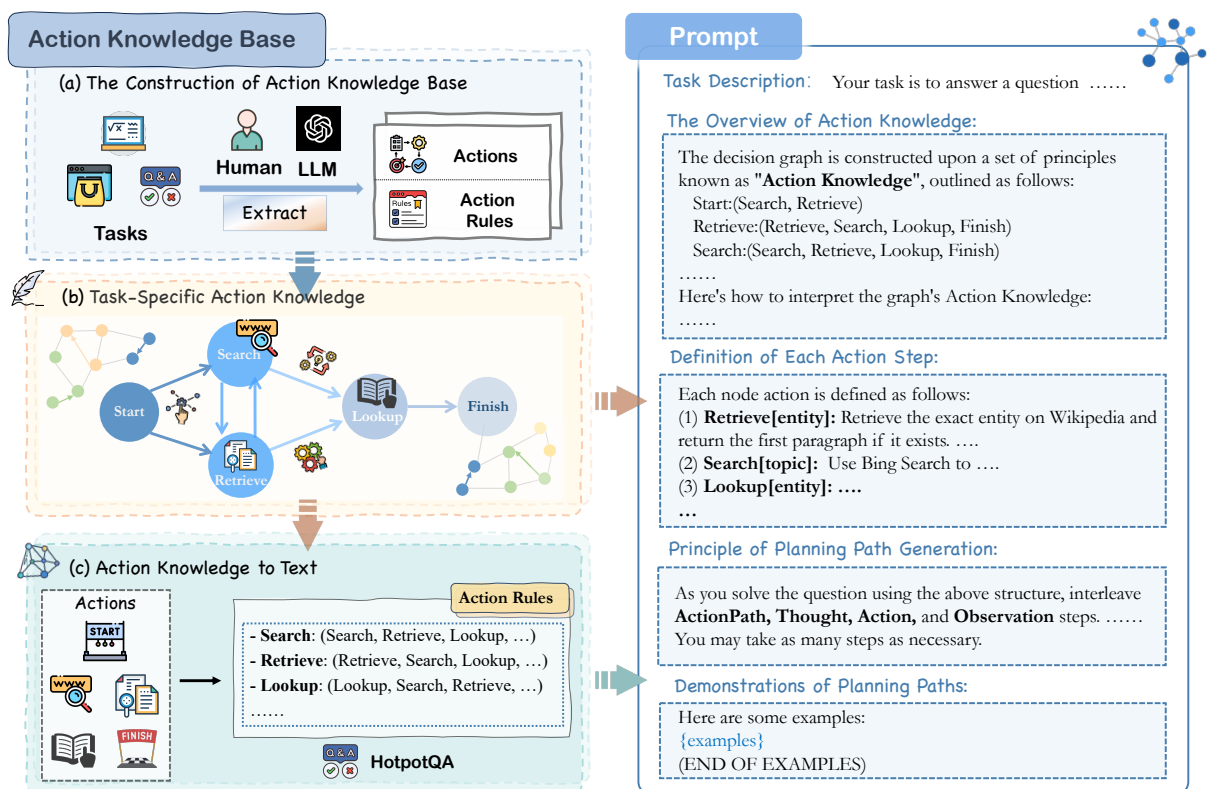 Action Knowledge Base
(a) The Construction of Action Knowledge Base
√x
Q & A
Tasks
Human
LLM
Extract
Actions
Rules
Action
Rules
(b) Task-Specific Action Knowledge
www
Search
Start
Lookup
Finish
Retrieve
(c) Action Knowledge to Text
Actions
START
www
FINISH
Action Rules
- Search: (Search, Retrieve, Lookup, …)
- Retrieve: (Retrieve, Search, Lookup, …)
- Lookup: (Lookup, Search, Retrieve, …)
……
Q & A
HotpotQA
Prompt
Task Description: Your task is to answer a question ……
The Overview of Action Knowledge:
The decision graph is constructed upon a set of principles
known as "Action Knowledge", outlined as follows:
Start:(Search, Retrieve)
Retrieve:(Retrieve, Search, Lookup, Finish)
Search:(Search, Retrieve, Lookup, Finish)
……
Here's how to interpret the graph's Action Knowledge:
……
Definition of Each Action Step:
Each node action is defined as follows:
(1) Retrieve[entity]: Retrieve the exact entity on Wikipedia and
return the first paragraph if it exists. ….
(2) Search[topic]: Use Bing Search to ….
(3) Lookup[entity]: ….
…
Principle of Planning Path Generation:
As you solve the question using the above structure, interleave
ActionPath, Thought, Action, and Observation steps. ……
You may take as many steps as necessary.
Demonstrations of Planning Paths:
Here are some examples:
{examples}
(END OF EXAMPLES)